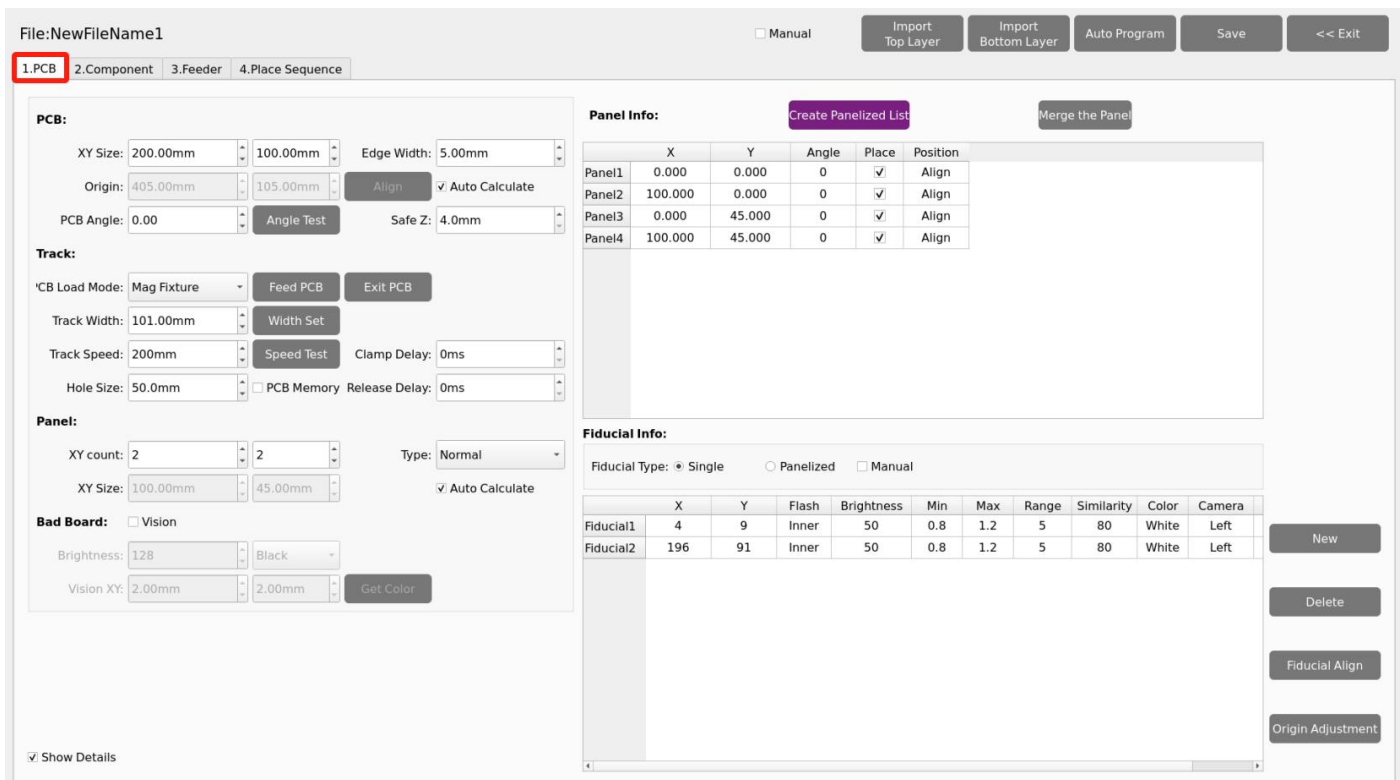 File:NewFileName1
Manual
Import Top Layer
Import Bottom Layer
Auto Program
Save
<< Exit
1.PCB 2.Component 3.Feeder 4.Place Sequence
PCB:
XY Size: 200.00mm 100.00mm Edge Width: 5.00mm
Origin: 405.00mm 105.00mm Align Auto Calculate
PCB Angle: 0.00 Angle Test Safe Z: 4.0mm
Track:
CB Load Mode: Mag Fixture Feed PCB Exit PCB
Track Width: 101.00mm Width Set
Track Speed: 200mm Speed Test Clamp Delay: 0ms
Hole Size: 50.0mm PCB Memory Release Delay: 0ms
Panel:
XY count: 2 2 Type: Normal
XY Size: 100.00mm 45.00mm Auto Calculate
Bad Board: Vision
Brightness: 128 Black
Vision XY: 2.00mm 2.00mm Get Color
Show Details
Panel Info: Create Panelized List Merge the Panel
X Y Angle Place Position
Panel1 0.000 0.000 0 Align
Panel2 100.000 0.000 0 Align
Panel3 0.000 45.000 0 Align
Panel4 100.000 45.000 0 Align
Fiducial Info:
Fiducial Type: Single Panelized Manual
X Y Flash Brightness Min Max Range Similarity Color Camera
Fiducial1 4 9 Inner 50 0.8 1.2 5 80 White Left
Fiducial2 196 91 Inner 50 0.8 1.2 5 80 White Left
New
Delete
Fiducial Align
Origin Adjustment